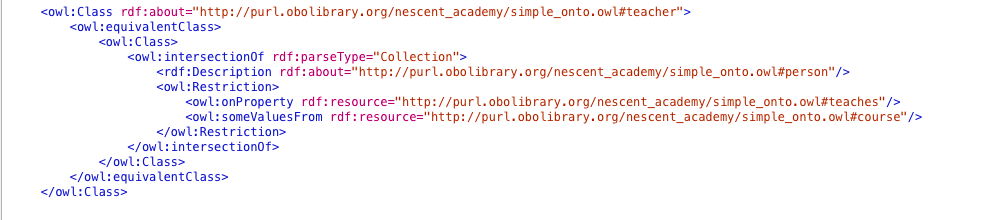 <owl:Class rdf:about="http://purl.obolibrary.org/nescent_academy/simple_onto.owl#teacher">
<owl:equivalentClass>
<owl:Class>
<owl:intersectionOf rdf:parseType="Collection">
<rdf:Description rdf:about="http://purl.obolibrary.org/nescent_academy/simple_onto.owl#person"/>
<owl:Restriction>
<owl:onProperty rdf:resource="http://purl.obolibrary.org/nescent_academy/simple_onto.owl#teaches"/>
<owl:someValuesFrom rdf:resource="http://purl.obolibrary.org/nescent_academy/simple_onto.owl#course"/>
</owl:Restriction>
</owl:intersectionOf>
</owl:Class>
</owl:equivalentClass>
</owl:Class>